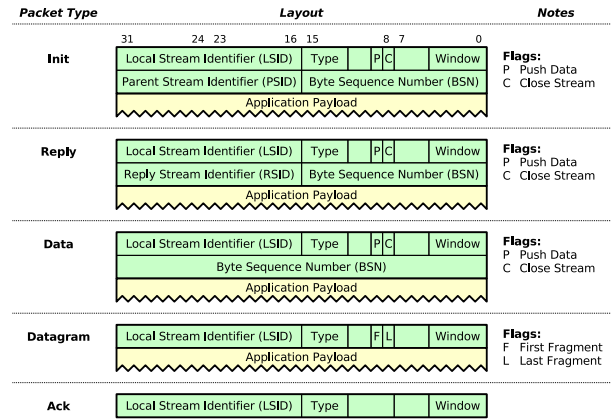 Packet Type Layout Notes
31 24 23 16 15 8 7 0
Init Local Stream Identifier (LSID) Type P C Window Flags:
P Push Data
Parent Stream Identifier (PSID) Byte Sequence Number (BSN) C Close Stream
Application Payload
Reply Local Stream Identifier (LSID) Type P C Window Flags:
P Push Data
Reply Stream Identifier (RSID) Byte Sequence Number (BSN) C Close Stream
Application Payload
Data Local Stream Identifier (LSID) Type P C Window Flags:
P Push Data
Byte Sequence Number (BSN) C Close Stream
Application Payload
Datagram Local Stream Identifier (LSID) Type F L Window Flags:
F First Fragment
Application Payload L Last Fragment
Ack Local Stream Identifier (LSID) Type Window